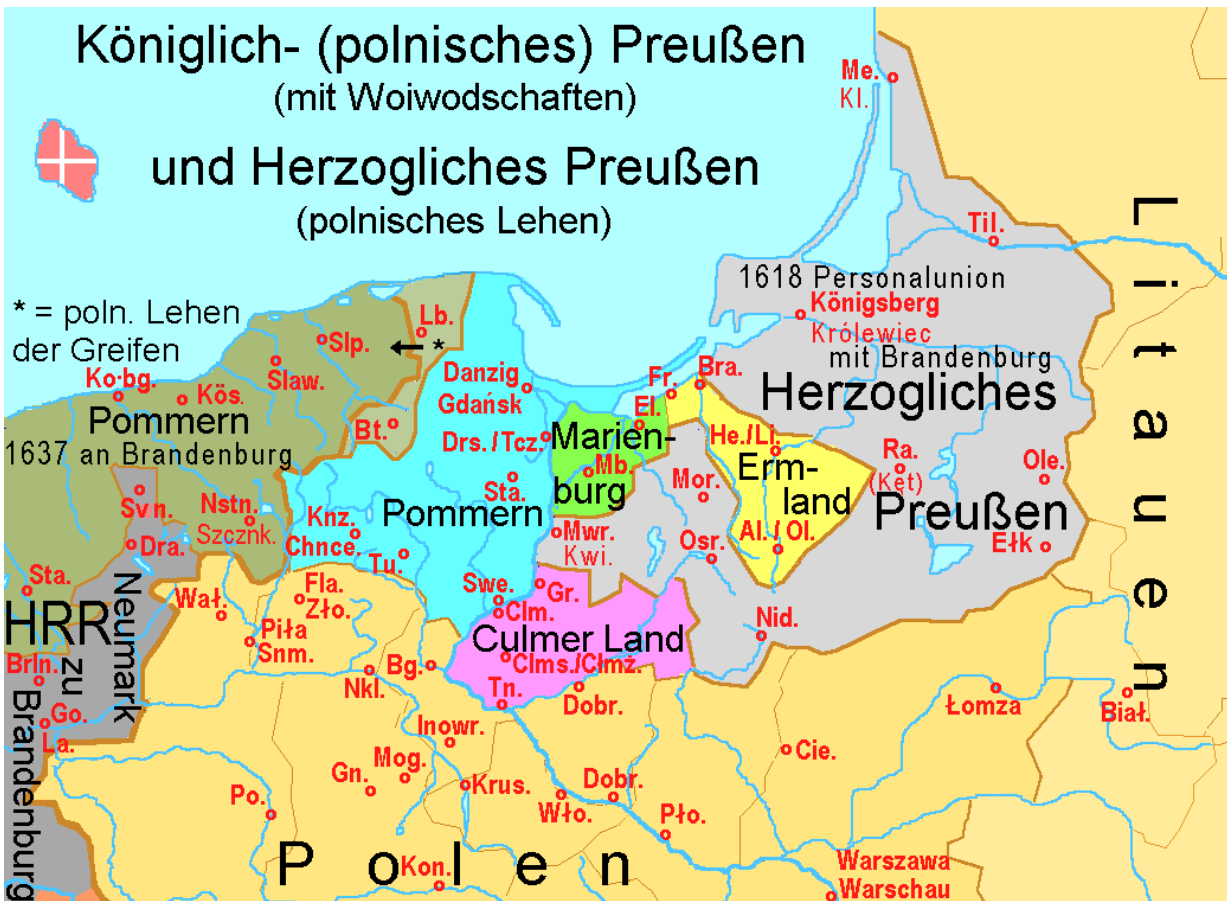 Königlich- (polnisches) Preußen
(mit Woiwodschaften)
und Herzogliches Preußen
(polnisches Lehen)
Me.
Kl.
Til.
Litauen
1618 Personalunion
Königsberg
Królewiec
mit Brandenburg
Herzogliches
Preußen
* = poln. Lehen
der Greifen
Lb.
*
Slp.
Slaw.
Ko·bg.
Kös.
Pommern
1637 an Brandenburg
Bt.
Danzig
Gdańsk
Drs./Tcz.
Fr.
Bra.
El.
Marien-
burg
Mb.
He./Li.
Erm-
land
Al./Ol.
Ra.
(Kęt)
Ole.
Ełk
Mor.
Osr.
Nid.
Sta.
Pommern
Knz.
Chnce.
Tu.
Mwr.
Kwi.
Svn.
Nstn.
Szcznk.
Dra.
Sta.
HRR
Neumark
zu
Brandenburg
Brln.
Go.
La.
Wał.
Fla.
Zło.
Piła
Snm.
Swe.
Clm.
Gr.
Culmer Land
Clms./Cłmż.
Tn.
Dobr.
Bg.
Nkl.
Inowr.
Mog.
Gn.
Krus.
Po.
Wło.
Dobr.
Pło.
Cie.
Łomza
Biał.
Polen
Kon.
Warszawa
Warschau